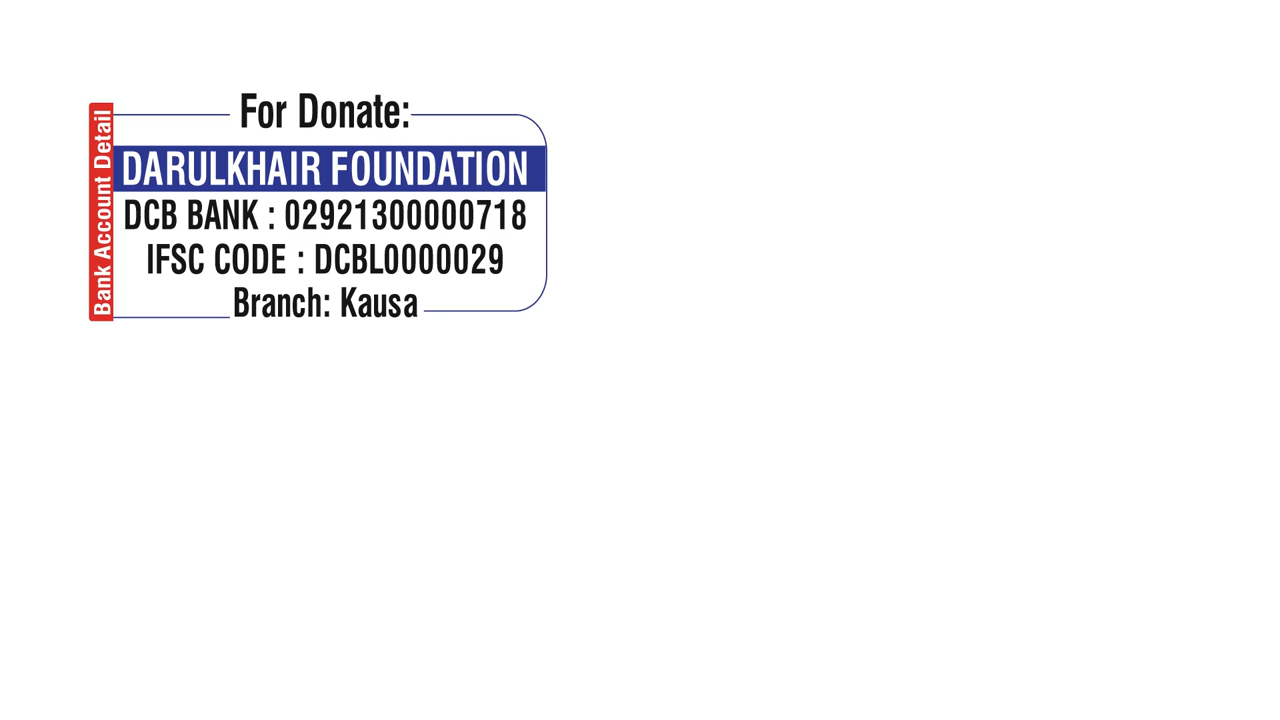 For Donate:
Bank Account Detail
DARULKHAIR FOUNDATION
DCB BANK : 02921300000718
IFSC CODE : DCBL0000029
Branch: Kausa